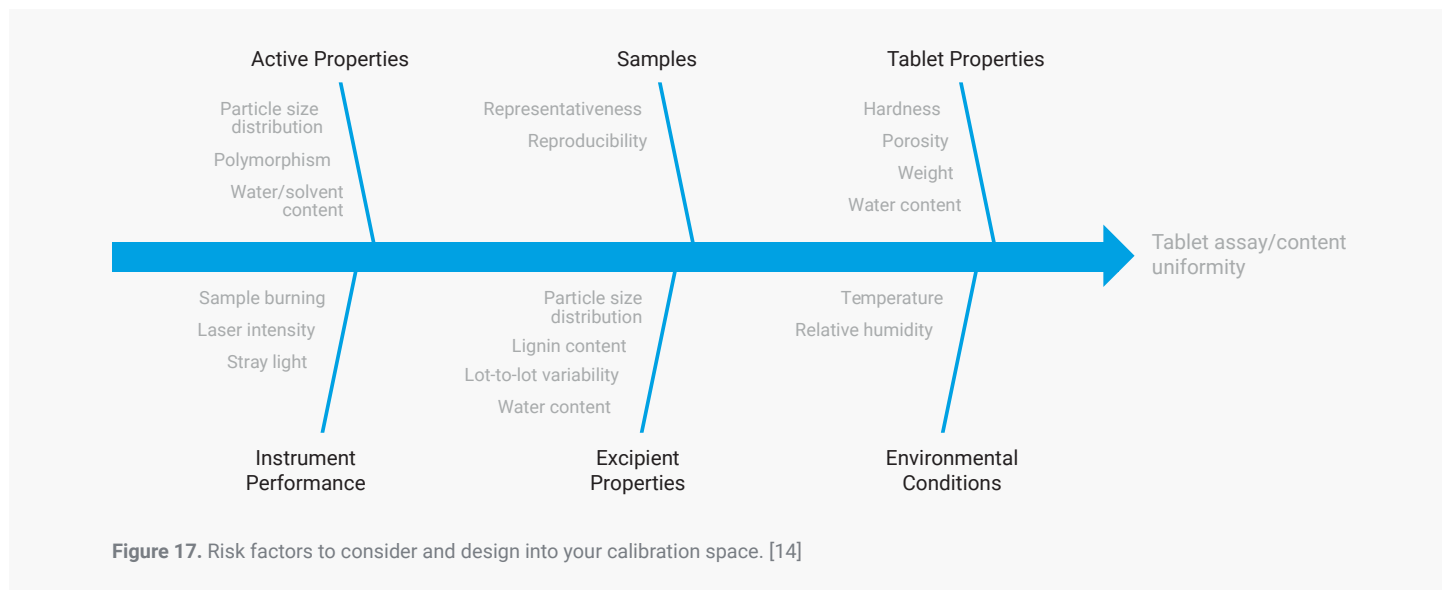 Active Properties
Particle size
distribution
Polymorphism
Water/solvent
content
Samples
Representativeness
Reproducibility
Tablet Properties
Hardness
Porosity
Weight
Water content
Tablet assay/content
uniformity
Sample burning
Laser intensity
Stray light
Instrument
Performance
Particle size
distribution
Lignin content
Lot-to-lot variability
Water content
Excipient
Properties
Temperature
Relative humidity
Environmental
Conditions
Figure 17. Risk factors to consider and design into your calibration space. [14]